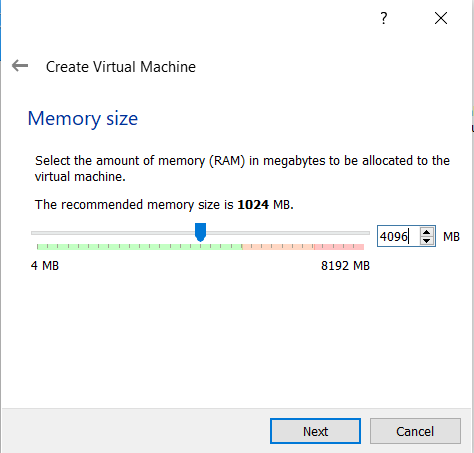 ?
Create Virtual Machine
Memory size
Select the amount of memory (RAM) in megabytes to be allocated to the
virtual machine.
The recommended memory size is 1024 MB.
4096 MB
4 MB 8192 MB
Next Cancel